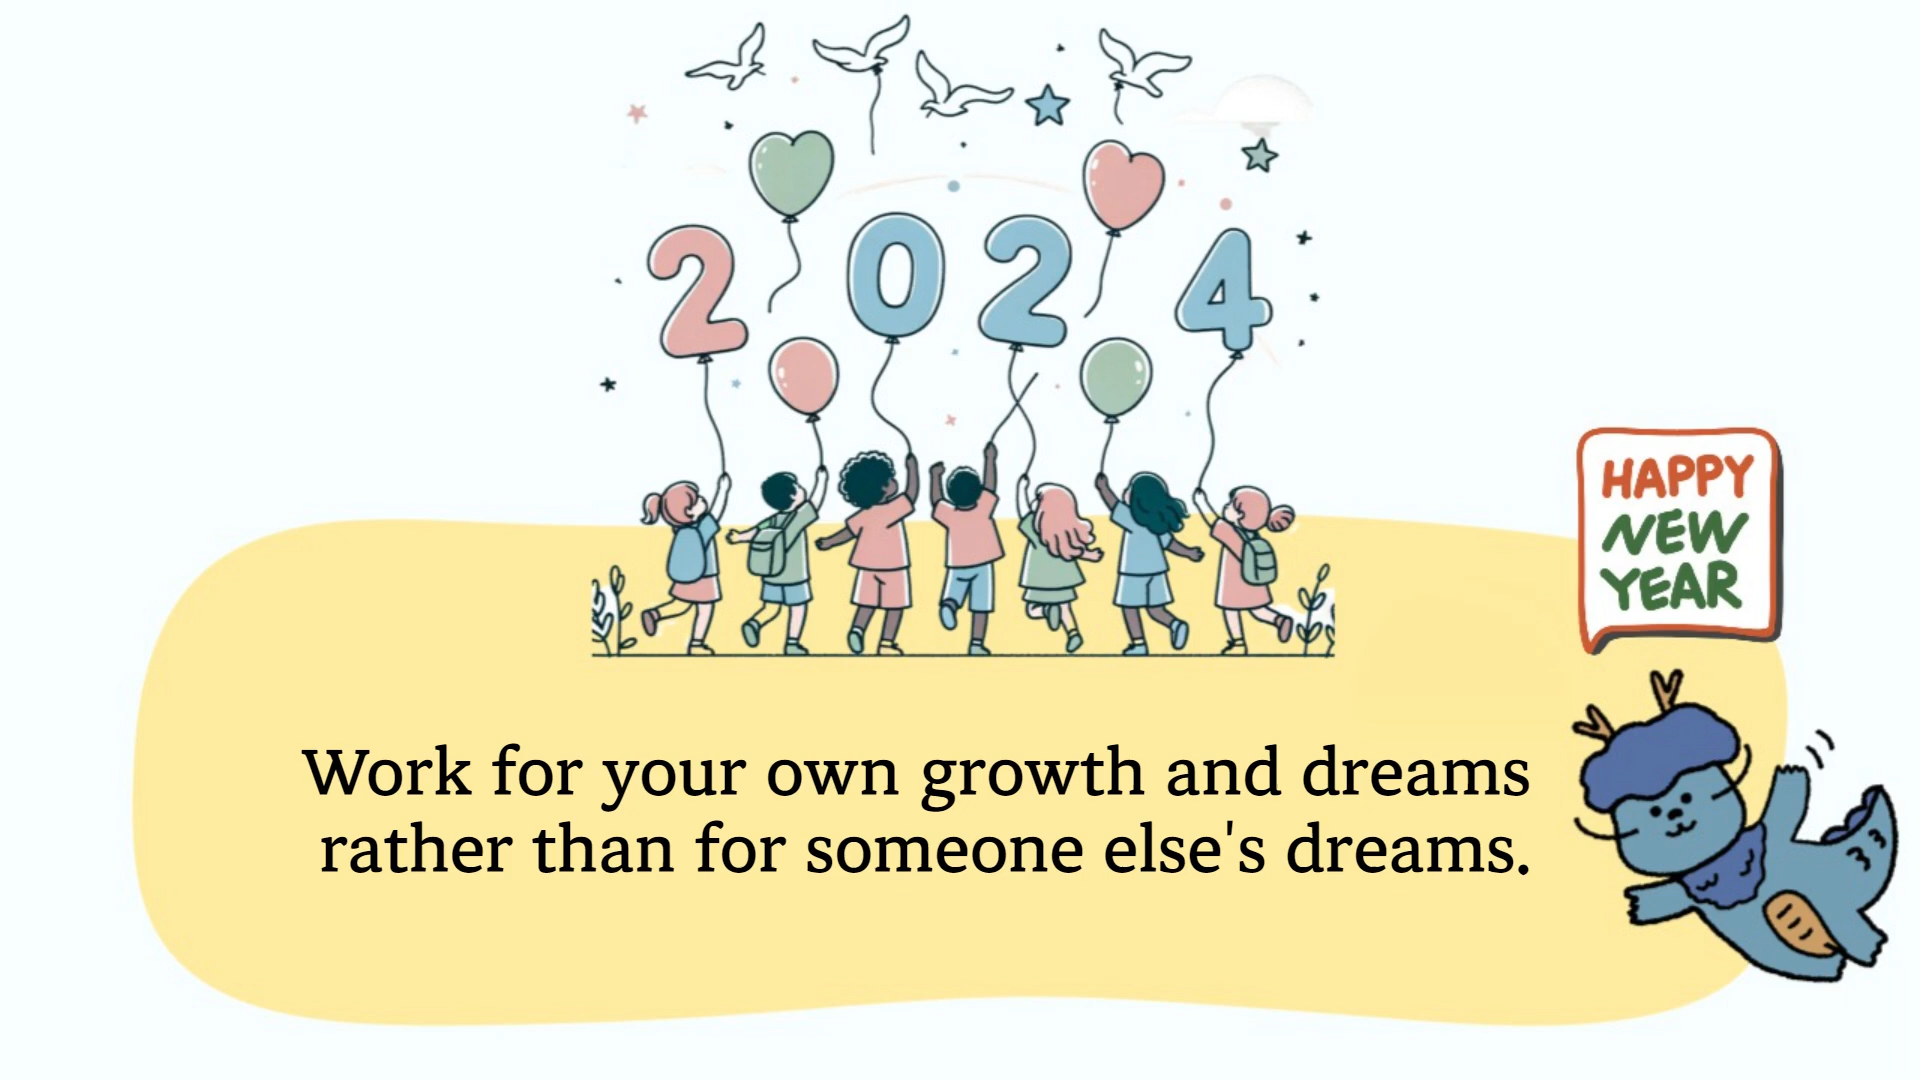 2024
HAPPY
NEW
YEAR
Work for your own growth and dreams
rather than for someone else's dreams.